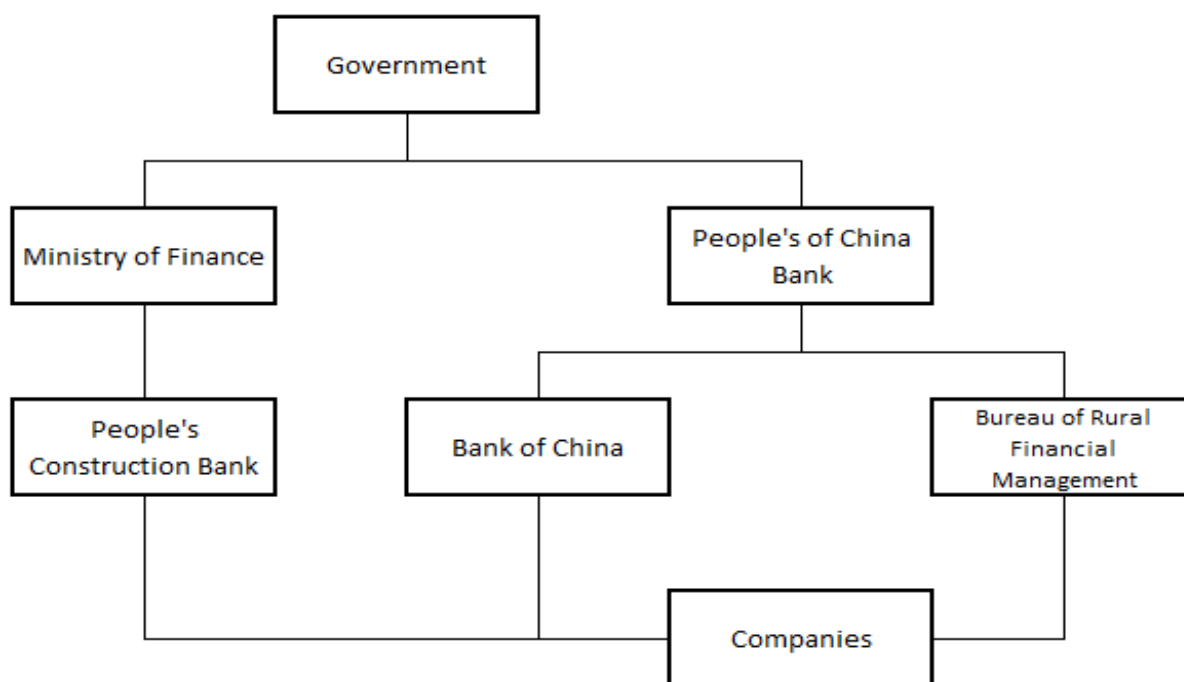 Government
Ministry of Finance
People's of China
Bank
People's
Construction Bank
Bank of China
Bureau of Rural
Financial
Management
Companies